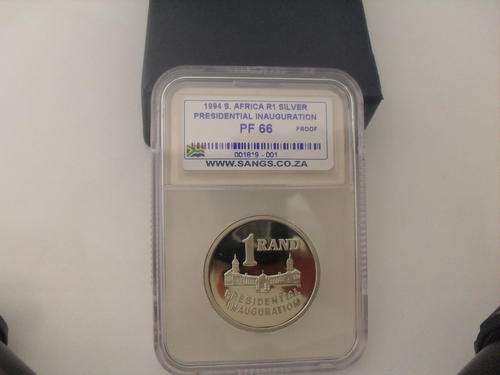 1994 S. AFRICA R1 SILVER
PRESIDENTIAL INAUGURATION
PF 66 PROOF
001819 - 001
WWW.SANGS.CO.ZA
1 RAND
PRESIDENTIAL
INAUGURATION